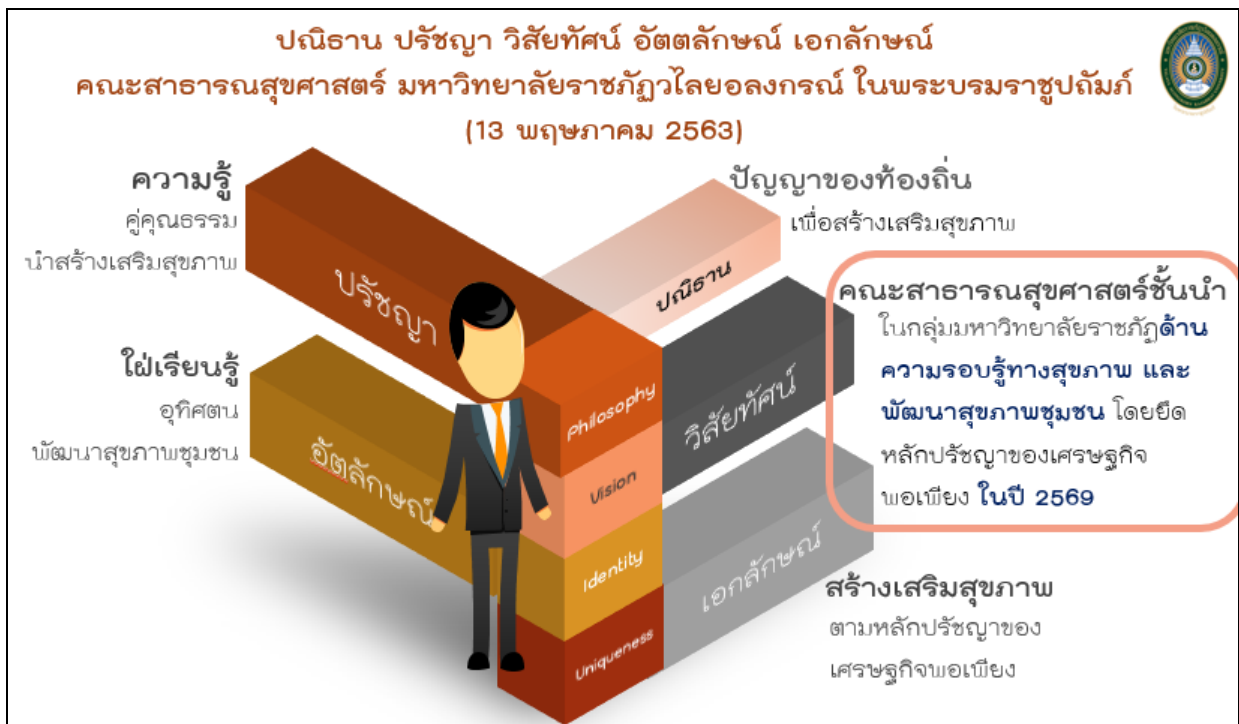 ปณิธาน ปรัชญา วิสัยทัศน์ อัตตลักษณ์ เอกลักษณ์
คณะสาธารณสุขศาสตร์ มหาวิทยาลัยราชภัฏวไลยอลงกรณ์ ในพระบรมราชูปถัมภ์
(13 พฤษภาคม 2563)
ความรู้
คู่คุณธรรม
นำสร้างเสริมสุขภาพ
ปรัชญา
ปัญญาของท้องถิ่น
เพื่อสร้างเสริมสุขภาพ
ปณิธาน
คณะสาธารณสุขศาสตร์ชั้นนำ
ในกลุ่มมหาวิทยาลัยราชภัฏด้าน
ความรอบรู้ทางสุขภาพ และ
พัฒนาสุขภาพชุมชน โดยยึด
หลักปรัชญาของเศรษฐกิจ
พอเพียง ในปี 2569
วิสัยทัศน์
ใฝ่เรียนรู้
อุทิศตน
พัฒนาสุขภาพชุมชน
อัตลักษณ์
Philosophy
Vision
Identity
Uniqueness
เอกลักษณ์
สร้างเสริมสุขภาพ
ตามหลักปรัชญาของ
เศรษฐกิจพอเพียง